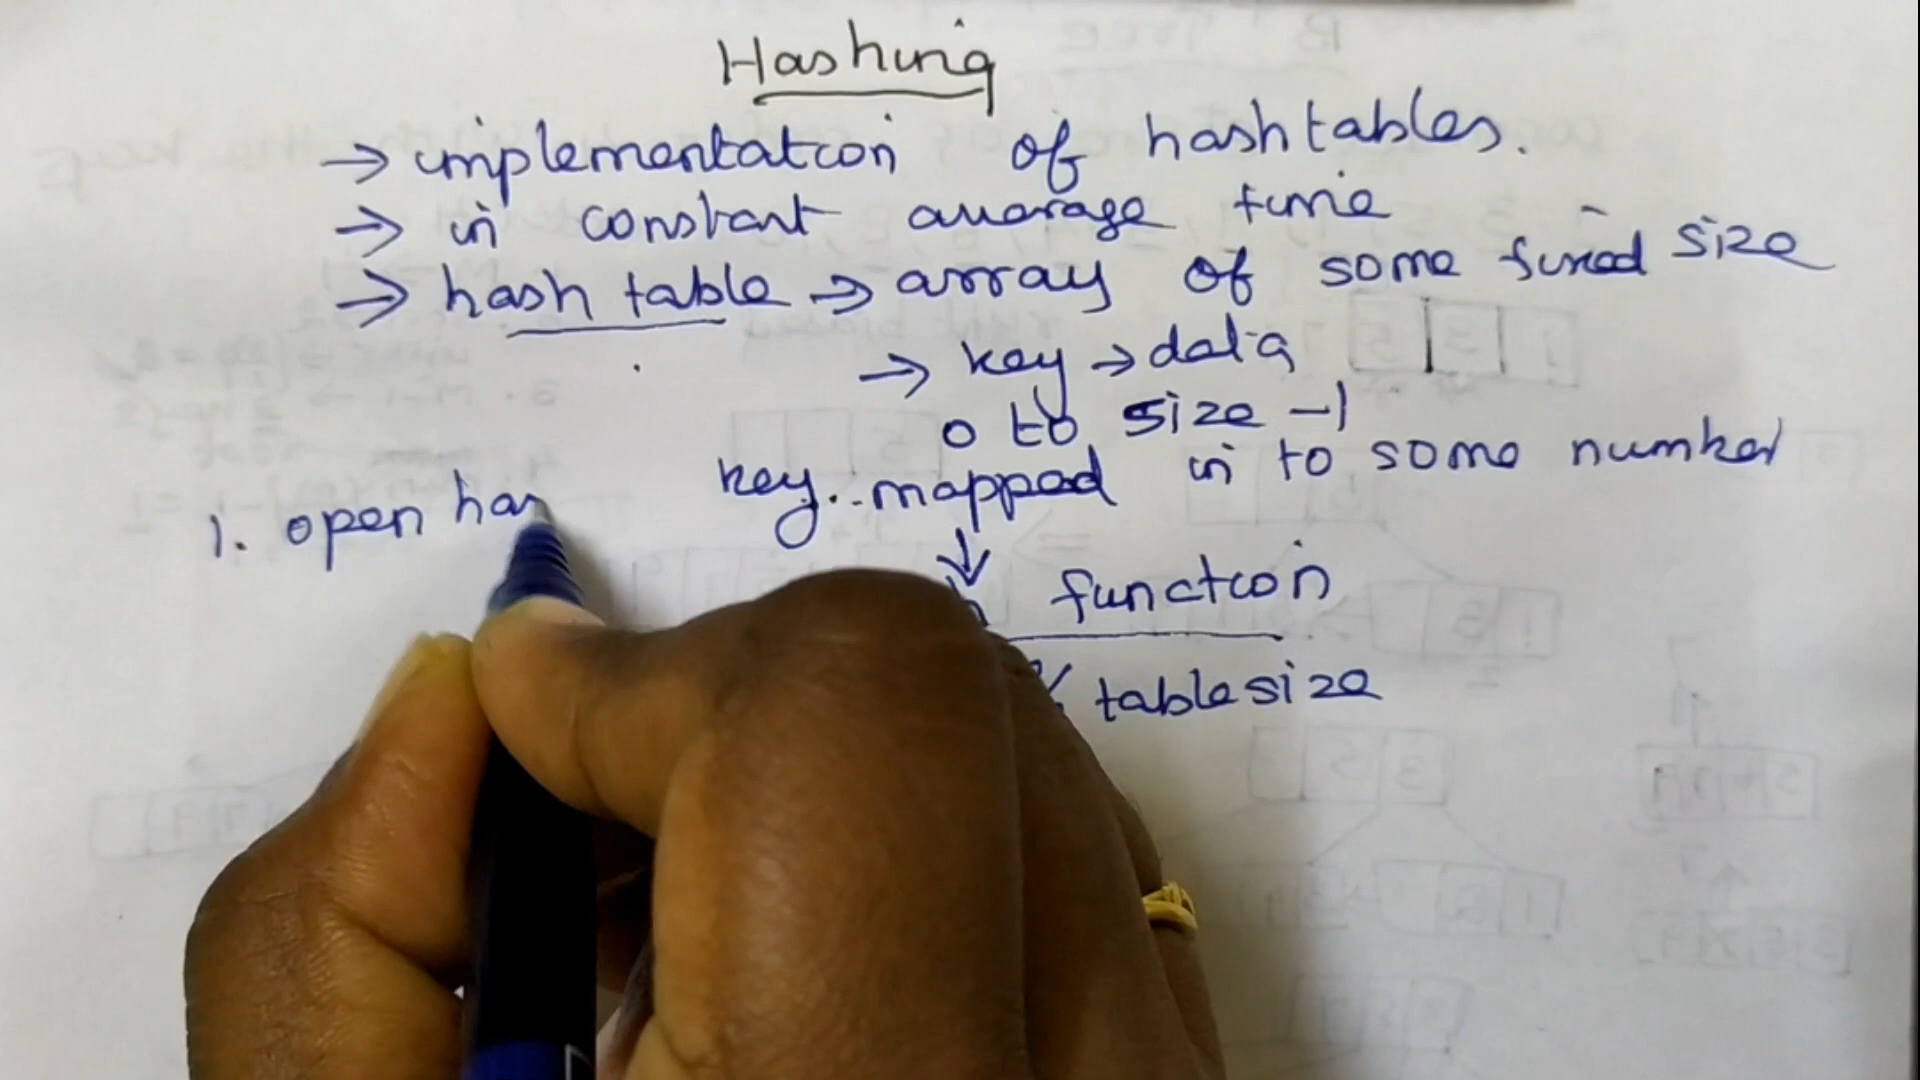 Hashing
→ implementation of hashtables.
→ in constant average time
→ hash table → array of some fixed size
→ key → data
0 to size -1
key mapped in to some number
1. open has
function
% tablesize